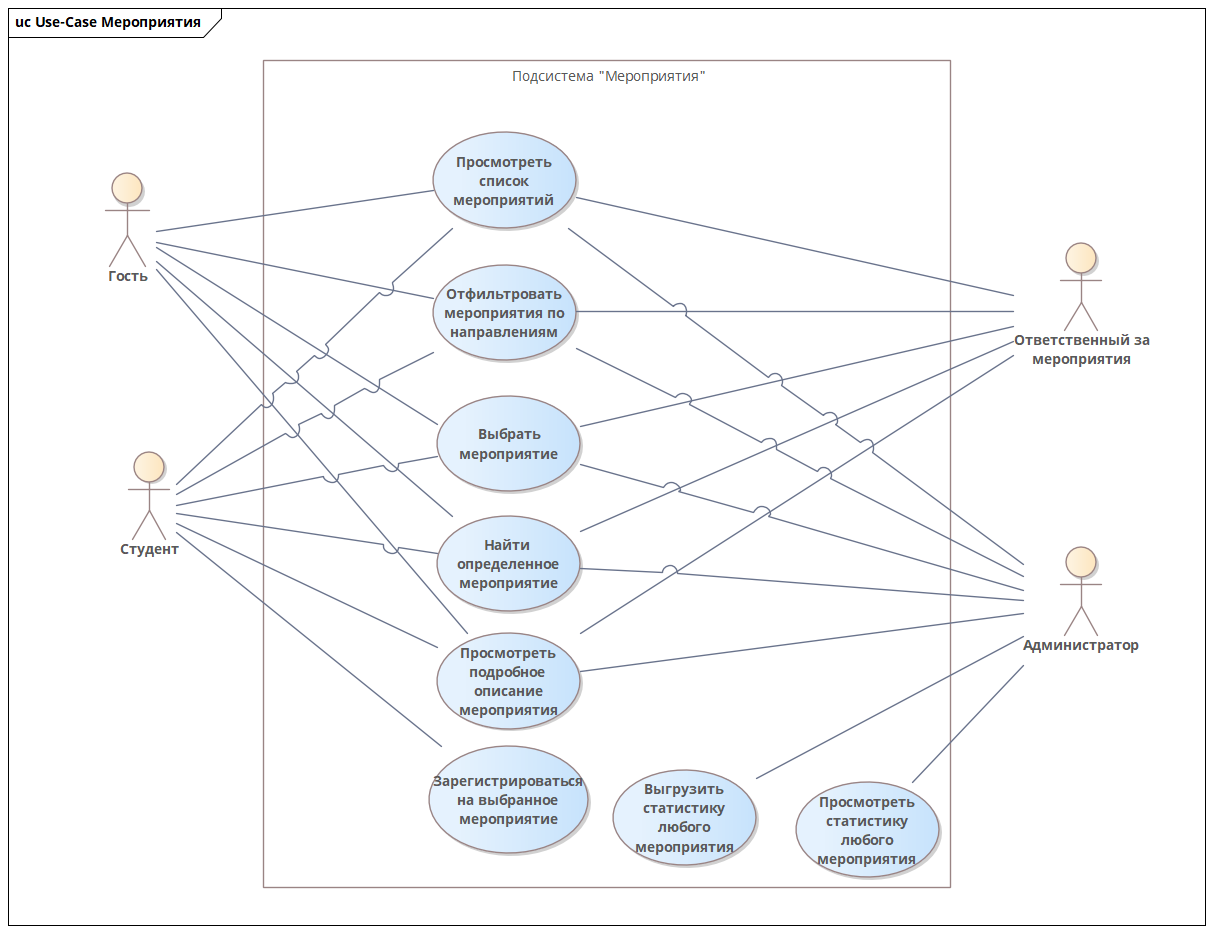 uc Use-Case Мероприятия
Подсистема "Мероприятия"
Просмотреть
список
мероприятий
Гость
Отфильтровать
мероприятия по
направлениям
Ответственный за
мероприятия
Выбрать
мероприятие
Студент
Найти
определенное
мероприятие
Администратор
Просмотреть
подробное
описание
мероприятия
Зарегистрироваться
на выбранное
мероприятие
Выгрузить
статистику
любого
мероприятия
Просмотреть
статистику
любого
мероприятия